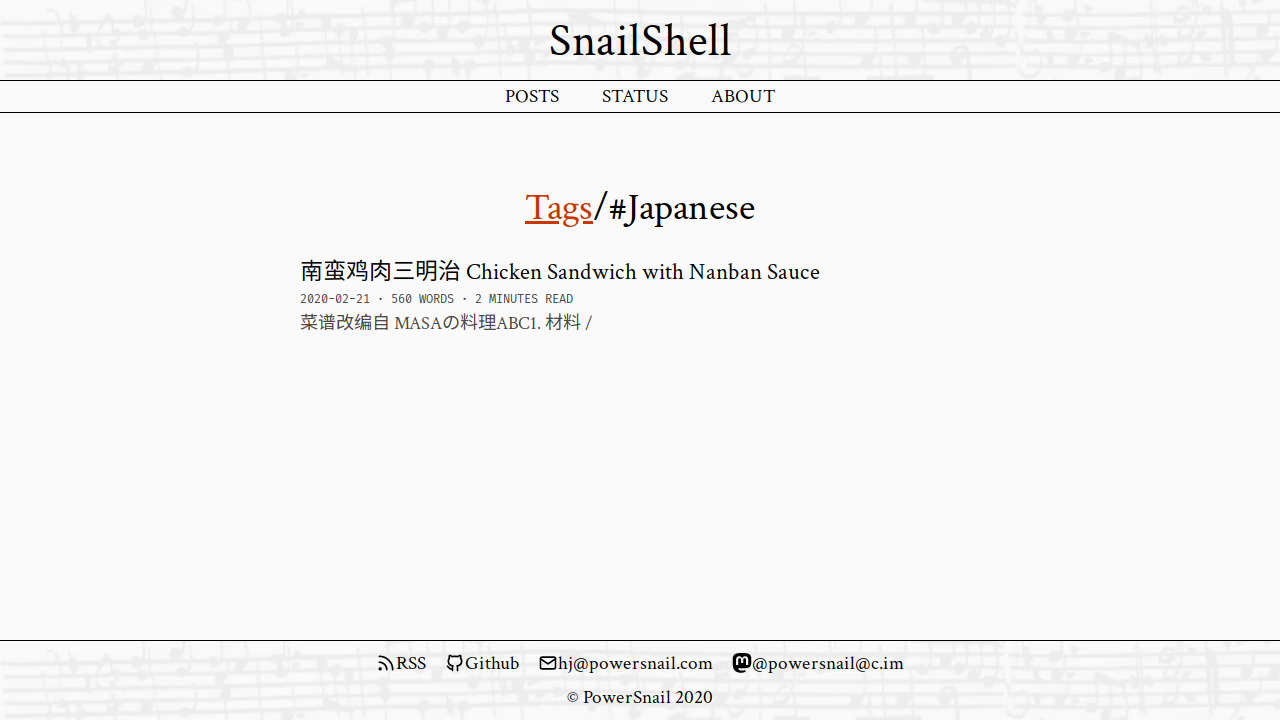 SnailShell
POSTS STATUS ABOUT
Tags/#Japanese
南蛮鸡肉三明治 Chicken Sandwich with Nanban Sauce
2020-02-21 · 560 WORDS · 2 MINUTES READ
菜谱改编自 MASAの料理ABC1. 材料 /
RSS Github hj@powersnail.com @powersnail@c.im
© PowerSnail 2020